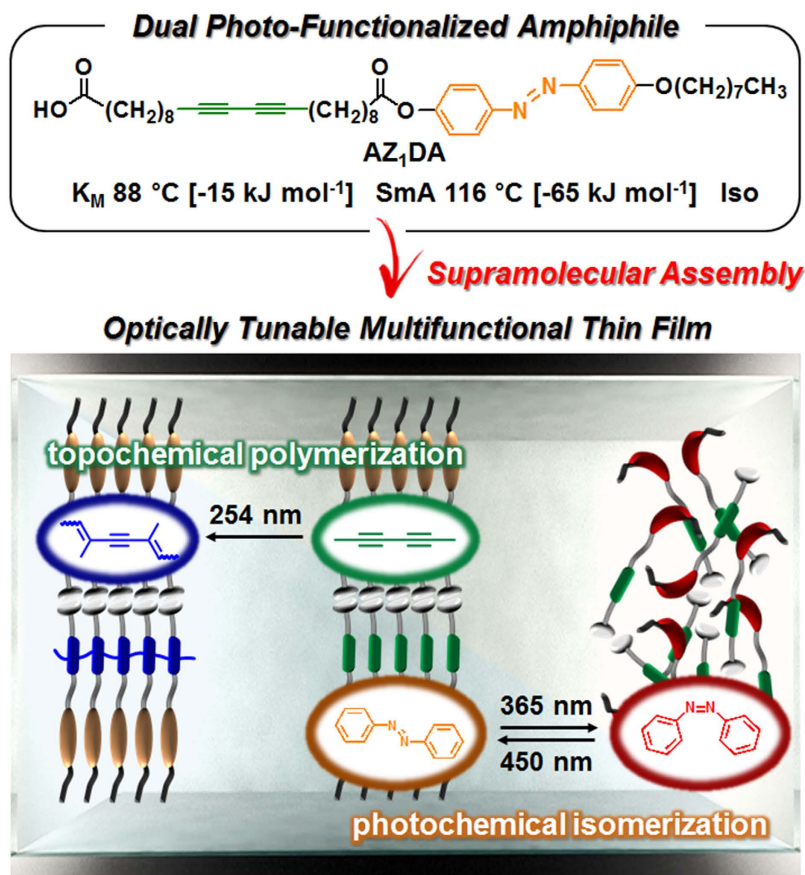 Dual Photo-Functionalized Amphiphile
O O
HO (CH2)8 (CH2)8 O N N O(CH2)7CH3
AZ1DA
KM 88 °C [-15 kJ mol-1] SmA 116 °C [-65 kJ mol-1] Iso
Supramolecular Assembly
Optically Tunable Multifunctional Thin Film
topochemical polymerization
254 nm
365 nm
N N
N=N
450 nm
photochemical isomerization